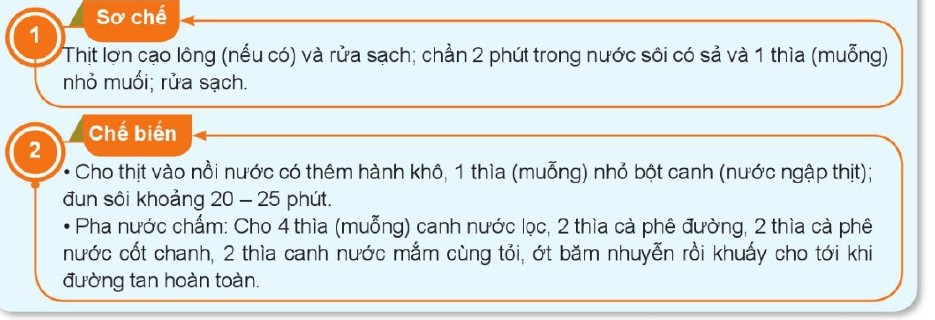 Sơ chế
1
Thịt lợn cạo lông (nếu có) và rửa sạch; chần 2 phút trong nước sôi có sả và 1 thìa (muỗng)
nhỏ muối; rửa sạch.
Chế biến
2
• Cho thịt vào nồi nước có thêm hành khô, 1 thìa (muỗng) nhỏ bột canh (nước ngập thịt);
đun sôi khoảng 20 – 25 phút.
• Pha nước chấm: Cho 4 thìa (muỗng) canh nước lọc, 2 thìa cà phê đường, 2 thìa cà phê
nước cốt chanh, 2 thìa canh nước mắm cùng tỏi, ớt băm nhuyễn rồi khuấy cho tới khi
đường tan hoàn toàn.